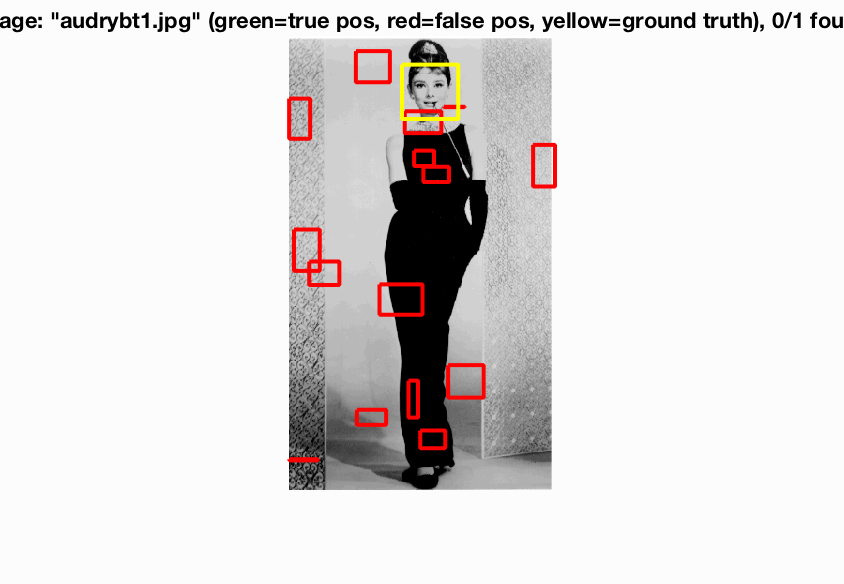 age: "audrybt1.jpg" (green=true pos, red=false pos, yellow=ground truth), 0/1 fou